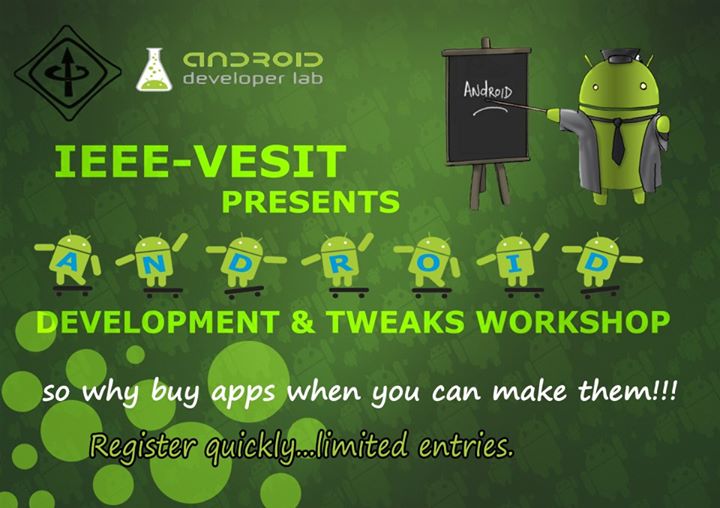 ANDROID
developer lab
ANDROID
IEEE-VESIT
PRESENTS
ANDROID
DEVELOPMENT & TWEAKS WORKSHOP
so why buy apps when you can make them!!!
Register quickly...limited entries.